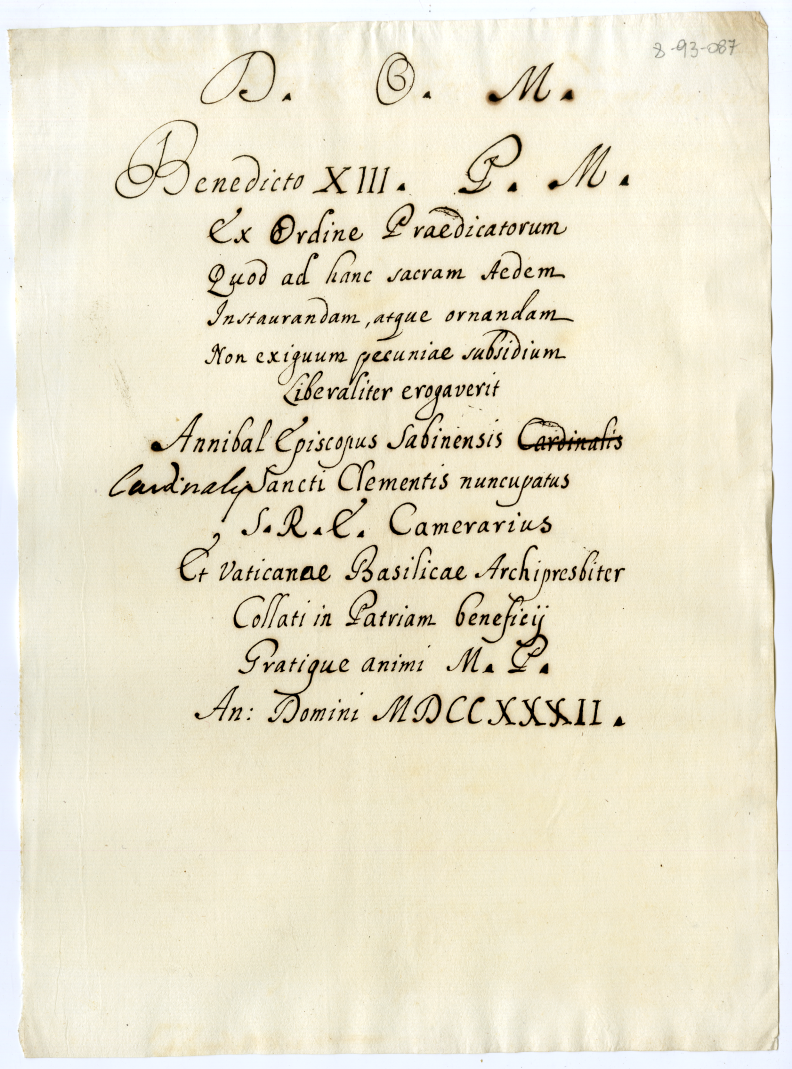 8-93-087
D. O. M.
Benedicto XIII. P. M.
Ex Ordine Praedicatorum
Quod ad hanc sacram Aedem
Instaurandam, atque ornandam
Non exiguum pecuniae subsidium
Liberaliter erogaverit
Annibal Episcopus Sabinensis Cardinalis
Cardinalis Sancti Clementis nuncupatus
S. R. E. Camerarius
Et Vaticanae Basilicae Archipresbiter
Collati in Patriam beneficij
Gratique animi M. P.
An: Domini MDCCXXXII.